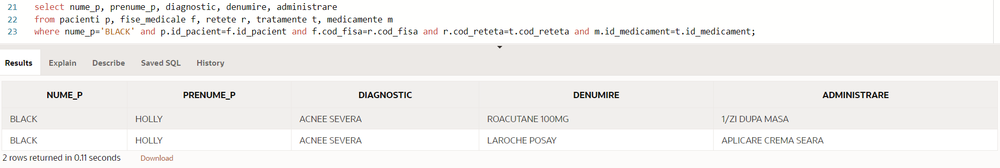 21 select nume_p, prenume_p, diagnostic, denumire, administrare
22 from pacienti p, fise_medicale f, retete r, tratamente t, medicamente m
23 where nume_p='BLACK' and p.id_pacient=f.id_pacient and f.cod_fisa=r.cod_fisa and r.cod_reteta=t.cod_reteta and m.id_medicament=t.id_medicament;
Results Explain Describe Saved SQL History
NUME_P PRENUME_P DIAGNOSTIC DENUMIRE ADMINISTRARE
BLACK HOLLY ACNEE SEVERA ROACUTANE 100MG 1/ZI DUPA MASA
BLACK HOLLY ACNEE SEVERA LAROCHE POSAY APLICARE CREMA SEARA
2 rows returned in 0.11 seconds Download